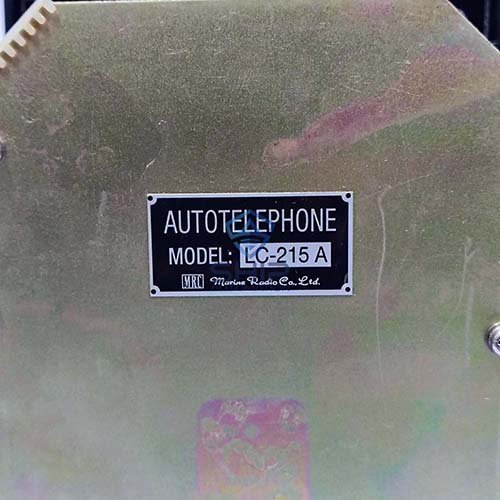 AUTOTELEPHONE
MODEL: LC-215 A
MRC Marine Radio Co., Ltd.